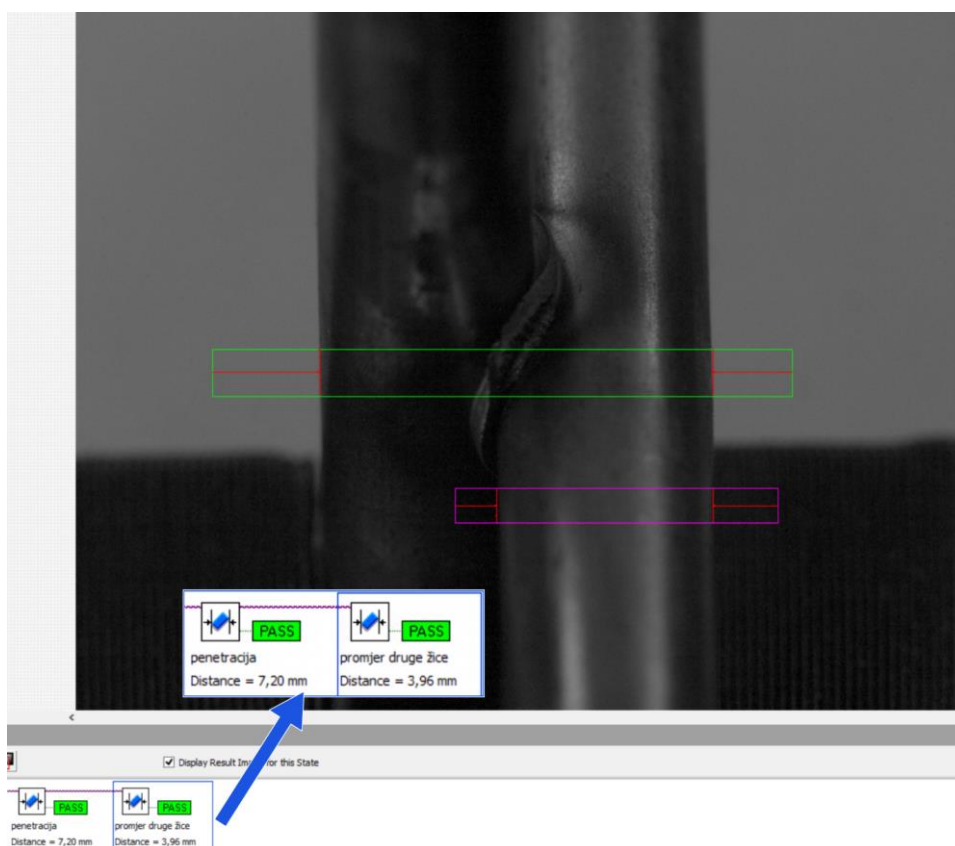 PASS PASS
penetracija promjer druge žice
Distance = 7,20 mm Distance = 3,96 mm
Display Result for this State
PASS PASS
penetracija promjer druge žice
Distance = 7,20 mm Distance = 3,96 mm